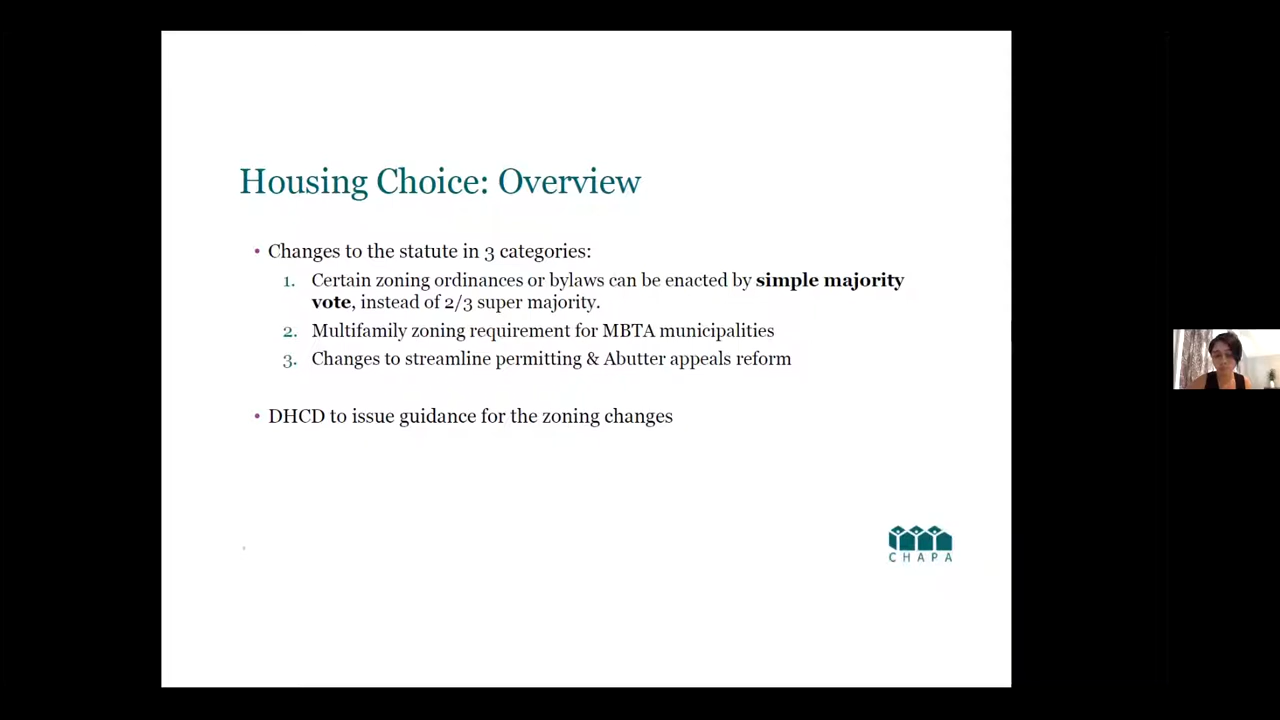 Housing Choice: Overview
• Changes to the statute in 3 categories:
1. Certain zoning ordinances or bylaws can be enacted by simple majority
vote, instead of 2/3 super majority.
2. Multifamily zoning requirement for MBTA municipalities
3. Changes to streamline permitting & Abutter appeals reform
• DHCD to issue guidance for the zoning changes
CHAPA